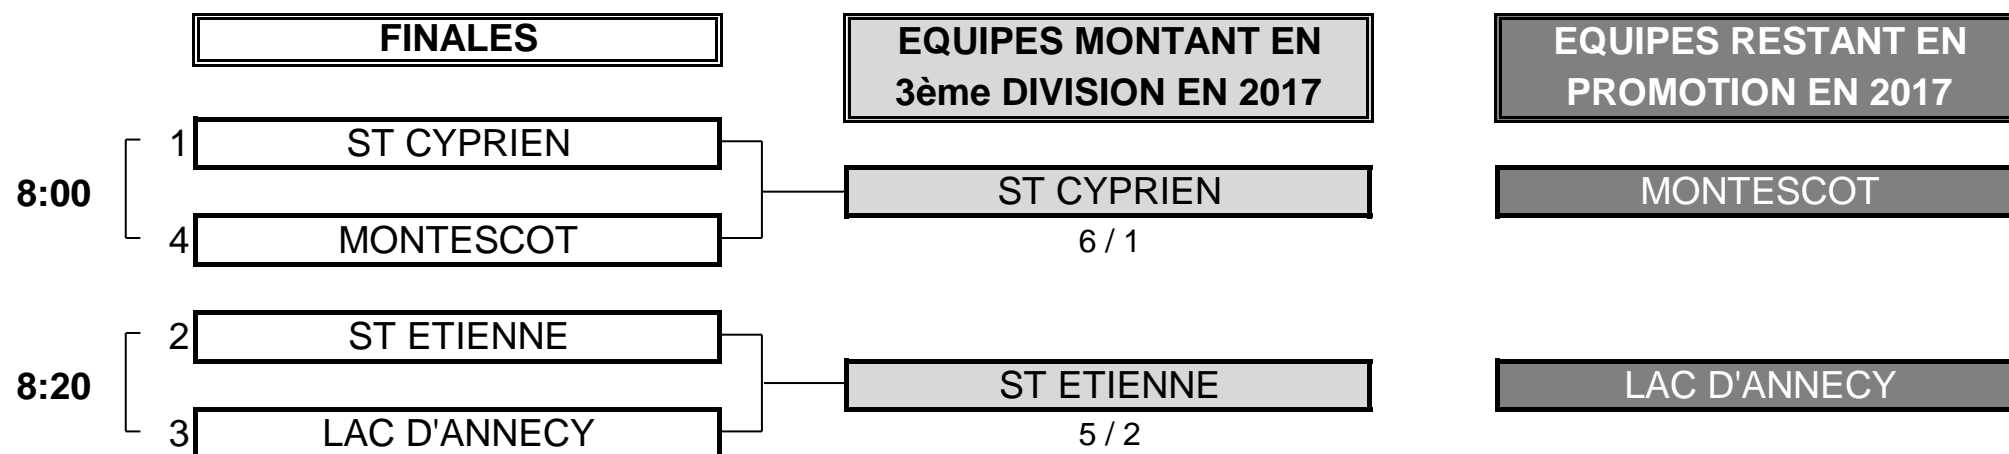 FINALES
EQUIPES MONTANT EN
3ème DIVISION EN 2017
EQUIPES RESTANT EN
PROMOTION EN 2017
1 ST CYPRIEN
8:00
ST CYPRIEN
MONTESCOT
4 MONTESCOT
6 / 1
2 ST ETIENNE
8:20
ST ETIENNE
LAC D'ANNECY
3 LAC D'ANNECY
5 / 2